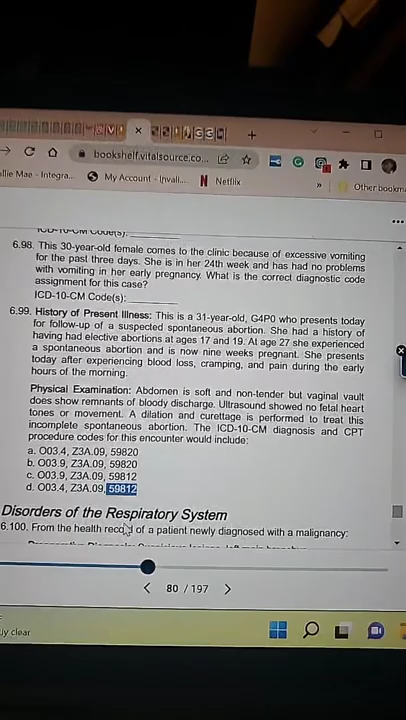 bookshelf.vitalsource.co...
llie Mae - Integra... My Account - (nvali... Netflix » Other bookm
ICD-10-CM Code(s):
6.98. This 30-year-old female comes to the clinic because of excessive vomiting
for the past three days. She is in her 24th week and has had no problems
with vomiting in her early pregnancy. What is the correct diagnostic code
assignment for this case?
ICD-10-CM Code(s):
6.99. History of Present Illness: This is a 31-year-old, G4P0 who presents today
for follow-up of a suspected spontaneous abortion. She had a history of
having had elective abortions at ages 17 and 19. At age 27 she experienced
a spontaneous abortion and is now nine weeks pregnant. She presents
today after experiencing blood loss, cramping, and pain during the early
hours of the morning.
Physical Examination: Abdomen is soft and non-tender but vaginal vault
does show remnants of bloody discharge. Ultrasound showed no fetal heart
tones or movement. A dilation and curettage is performed to treat this
incomplete spontaneous abortion. The ICD-10-CM diagnosis and CPT
procedure codes for this encounter would include:
a. O03.4, Z3A.09, 59820
b. O03.9, Z3A.09, 59820
c. O03.9, Z3A.09, 59812
d. O03.4, Z3A.09, 59812
Disorders of the Respiratory System
6.100. From the health record of a patient newly diagnosed with a malignancy:
< 80 / 197 >
ly clear